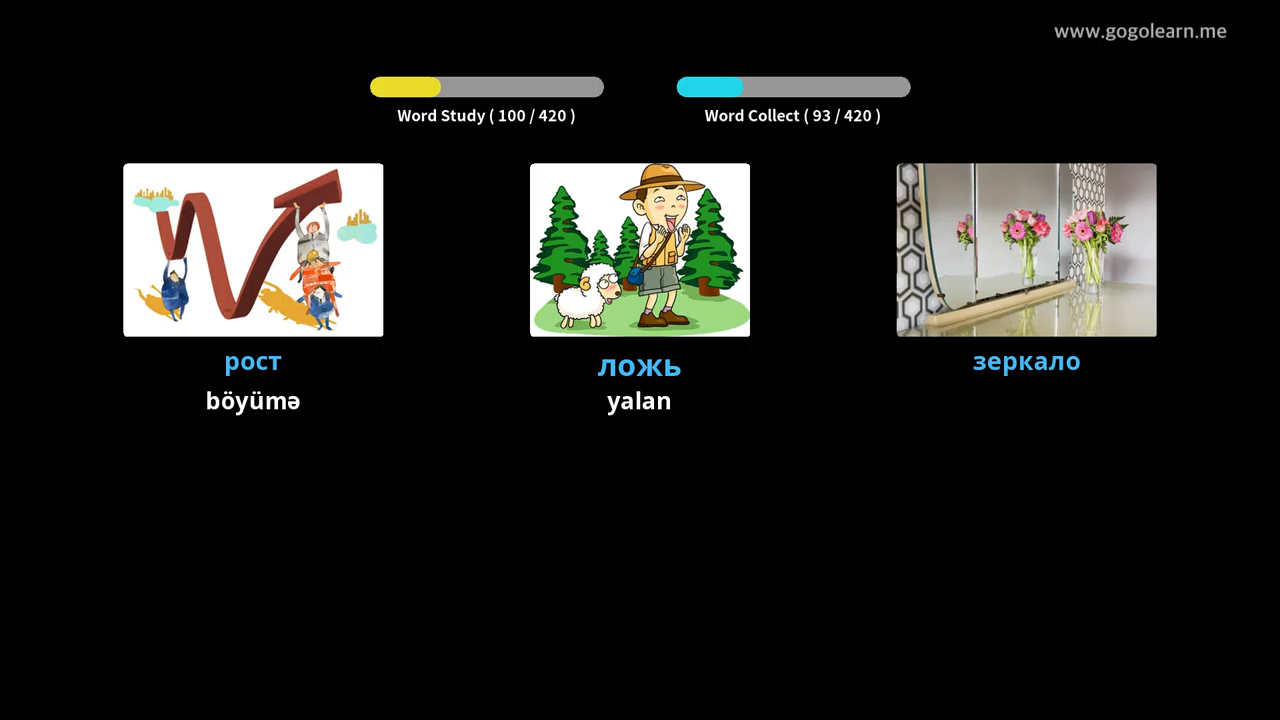 www.gogolearn.me
Word Study ( 100 / 420 )
Word Collect ( 93 / 420 )
рост
ложь
зеркало
böyümə
yalan